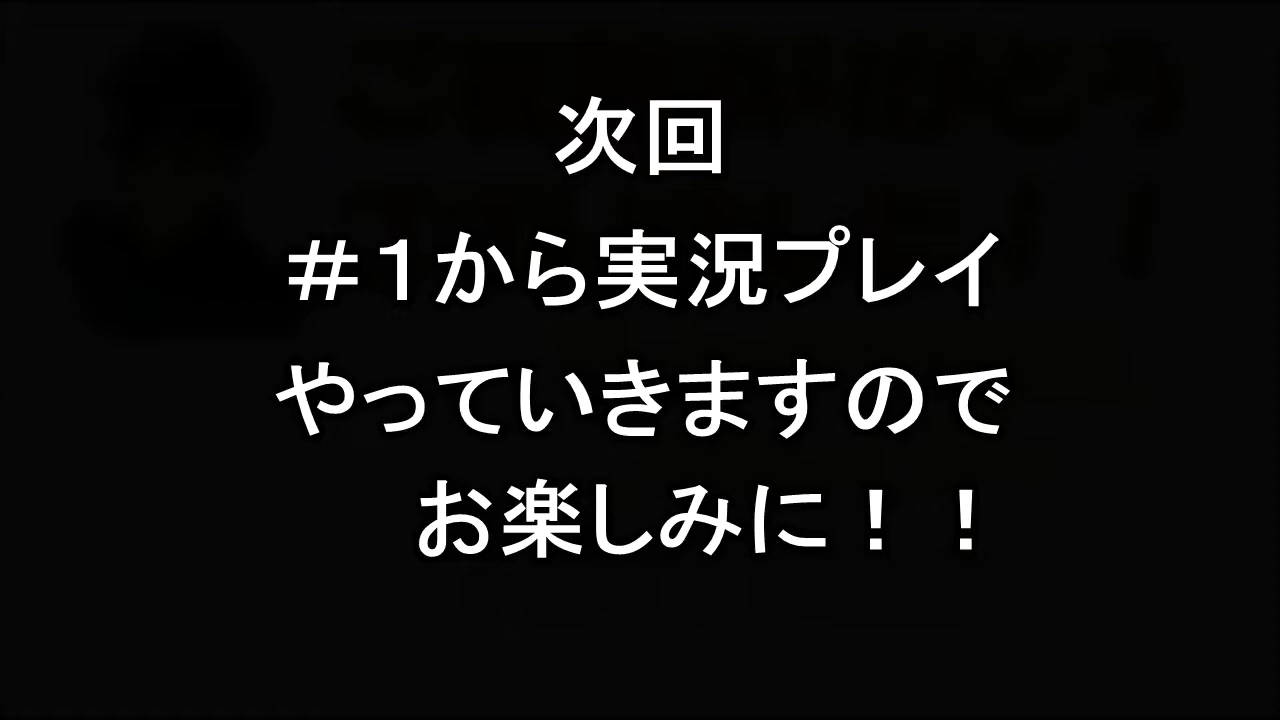 次回
＃１から実況プレイ
やっていきますので
お楽しみに！！